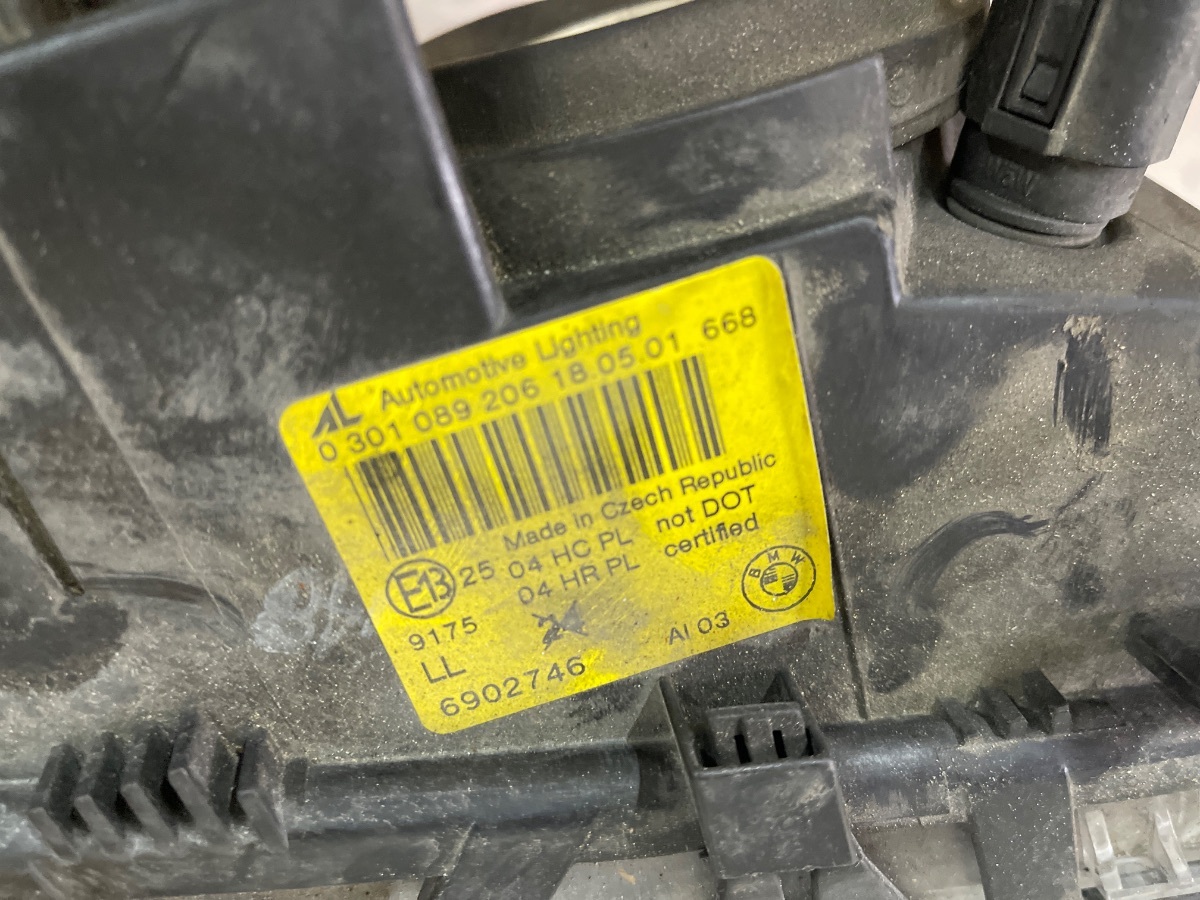 AL Automotive Lighting
0 301 089 206 18.05.01 668
Made in Czech Republic
E13 25 04 HC PL not DOT
04 HR PL certified
9175
LL
6902746
AI 03
BMW